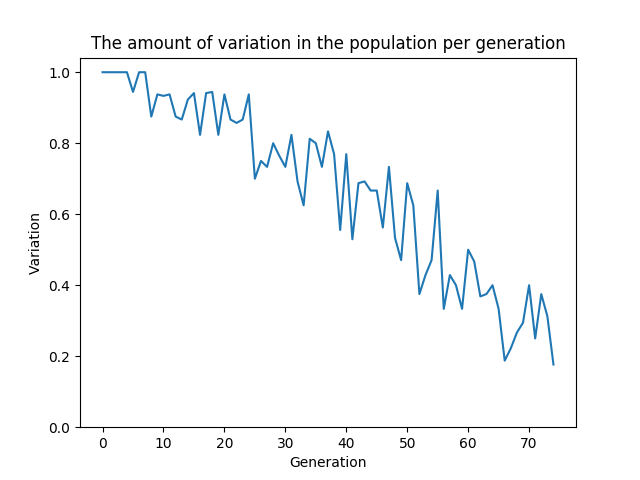 The amount of variation in the population per generation
1.0
0.8
0.6
0.4
0.2
0.0
Variation
0 10 20 30 40 50 60 70
Generation